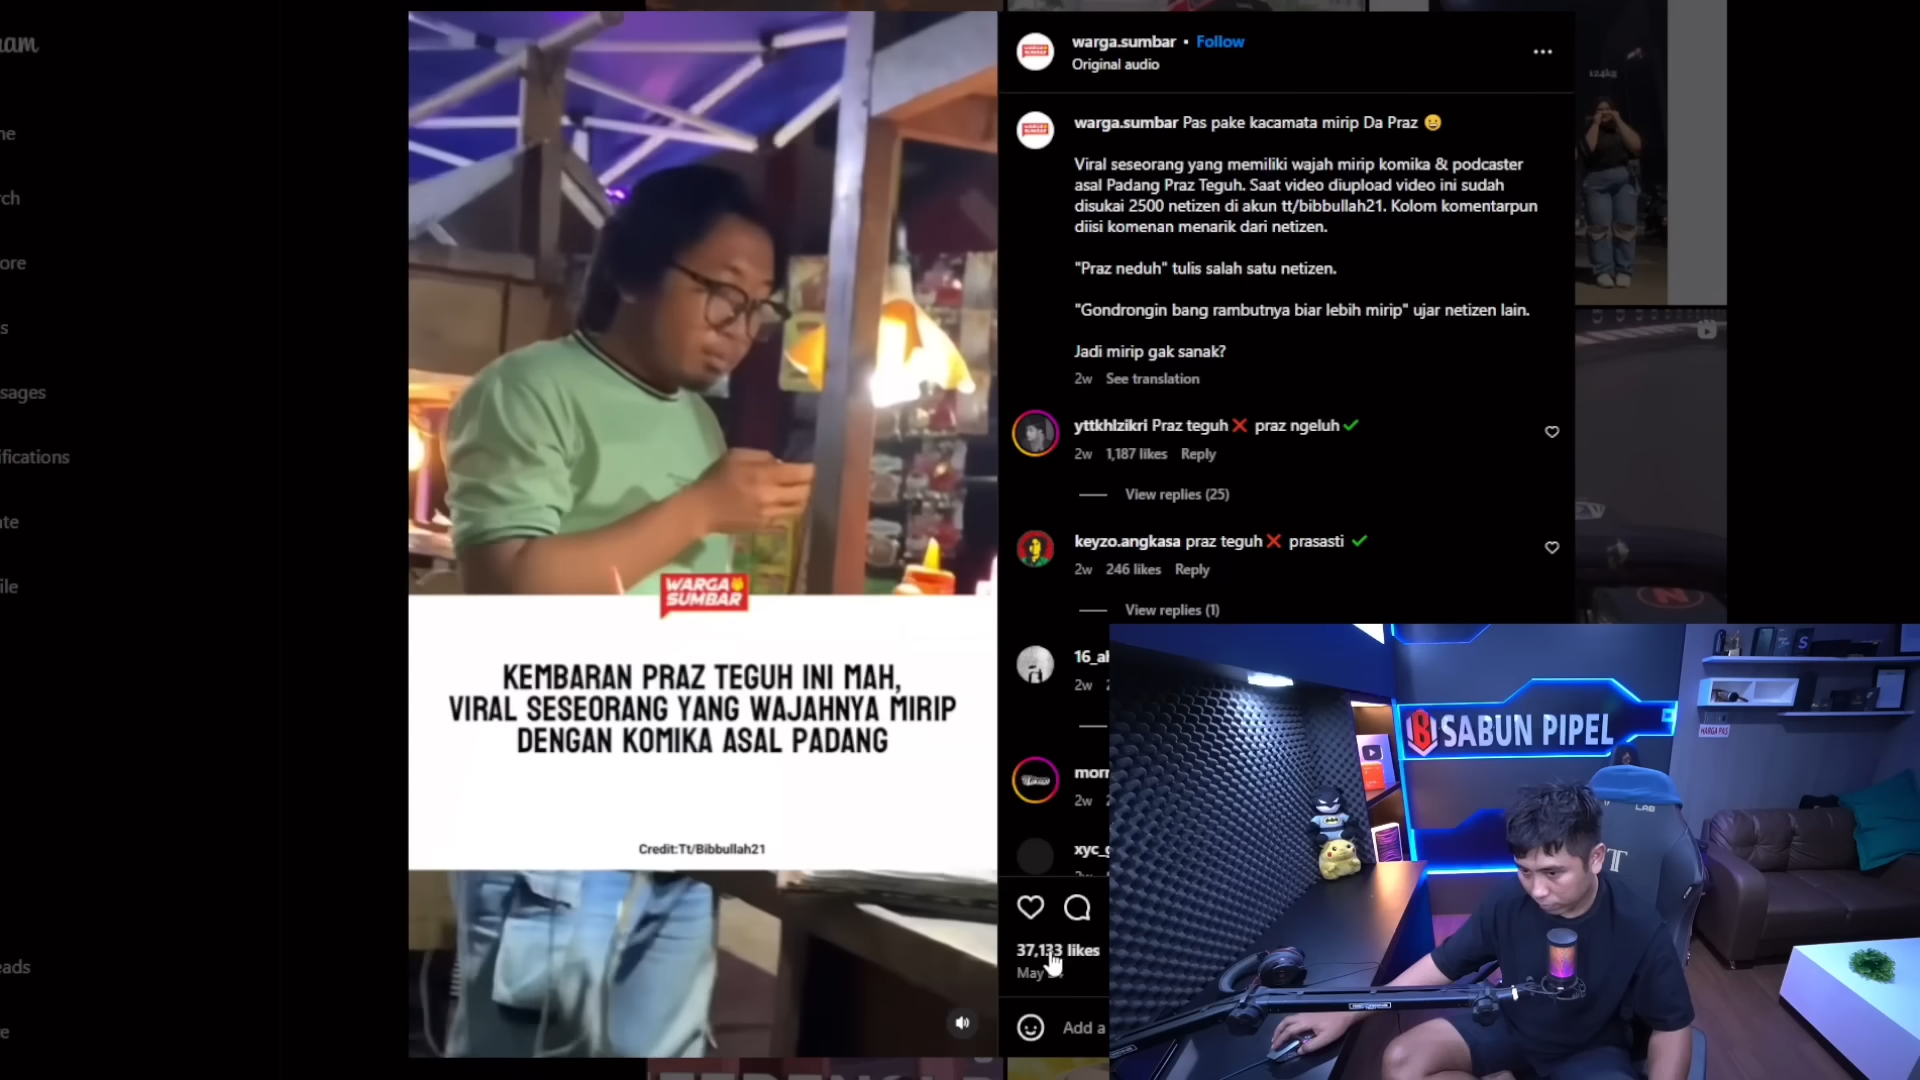 warga.sumbar • Follow
Original audio
warga.sumbar Pas pake kacamata mirip Da Praz 😀
Viral seseorang yang memiliki wajah mirip komika & podcaster
asal Padang Praz Teguh. Saat video diupload video ini sudah
disukai 2500 netizen di akun tt/bibbullah21. Kolom komentarpun
diisi komenan menarik dari netizen.
"Praz neduh" tulis salah satu netizen.
"Gondrongin bang rambutnya biar lebih mirip" ujar netizen lain.
Jadi mirip gak sanak?
2w See translation
yttkhlzikri Praz teguh❌ praz ngeluh✔
2w 1,187 likes Reply
View replies (25)
keyzo.angkasa praz teguh❌ prasasti ✔
2w 246 likes Reply
View replies (1)
2w
2w
37,133 likes
May
Add a
WARGA
SUMBAR
KEMBARAN PRAZ TEGUH INI MAH,
VIRAL SESEORANG YANG WAJAHNYA MIRIP
DENGAN KOMIKA ASAL PADANG
Credit:Tt/Bibbullah21
SABUN PIPEL
WARGA PAS
LAB
124kg